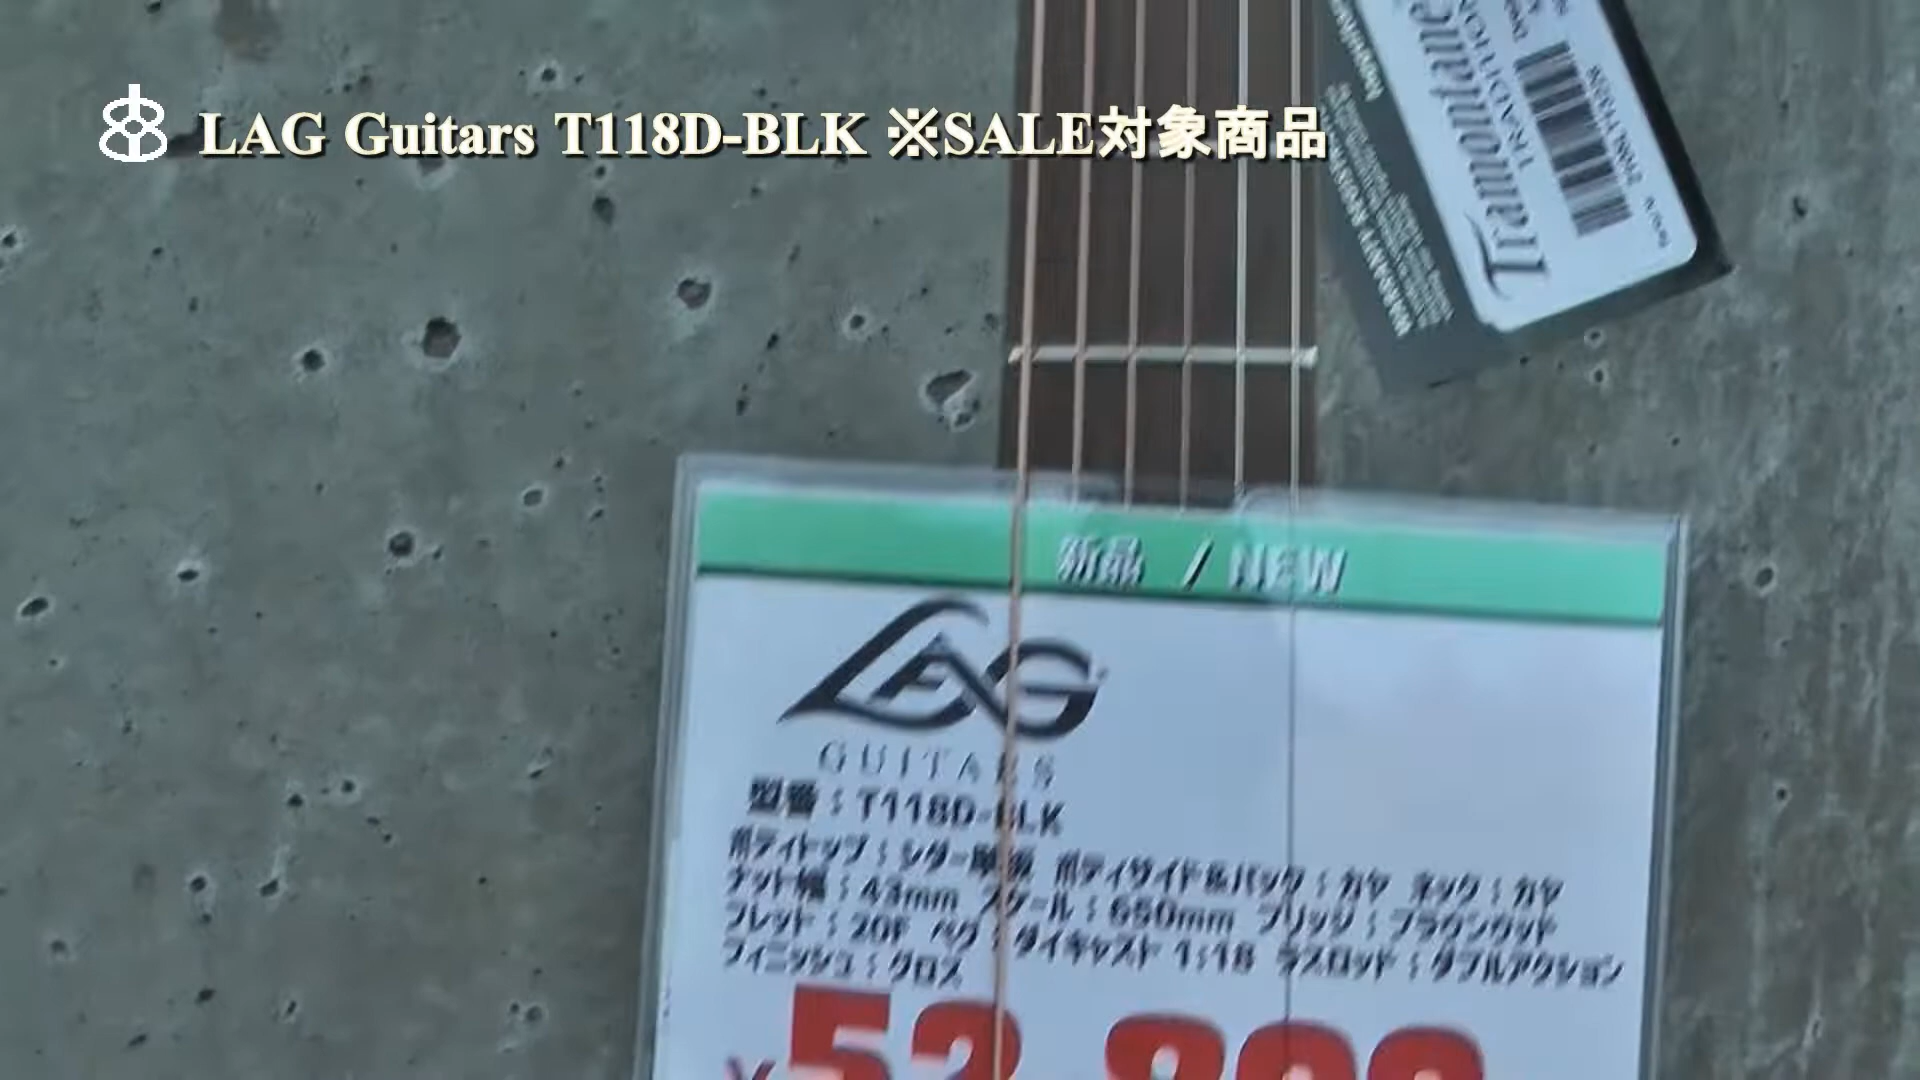 LAG Guitars T118D-BLK ※SALE対象商品
Tramontane
WARRANTY REGISTR
新品 / NEW
LAG
GUITARS
型番：T118D-BLK
ボディトップ：シダー単板 ボディサイド&バック：カヤ ネック：カヤ
ナット幅：43mm スケール：650mm ブリッジ：ブラウンウッド
フレット：20F ペグ：ダイキャスト 1:18 トラスロッド：ダブルアクション
フィニッシュ：グロス